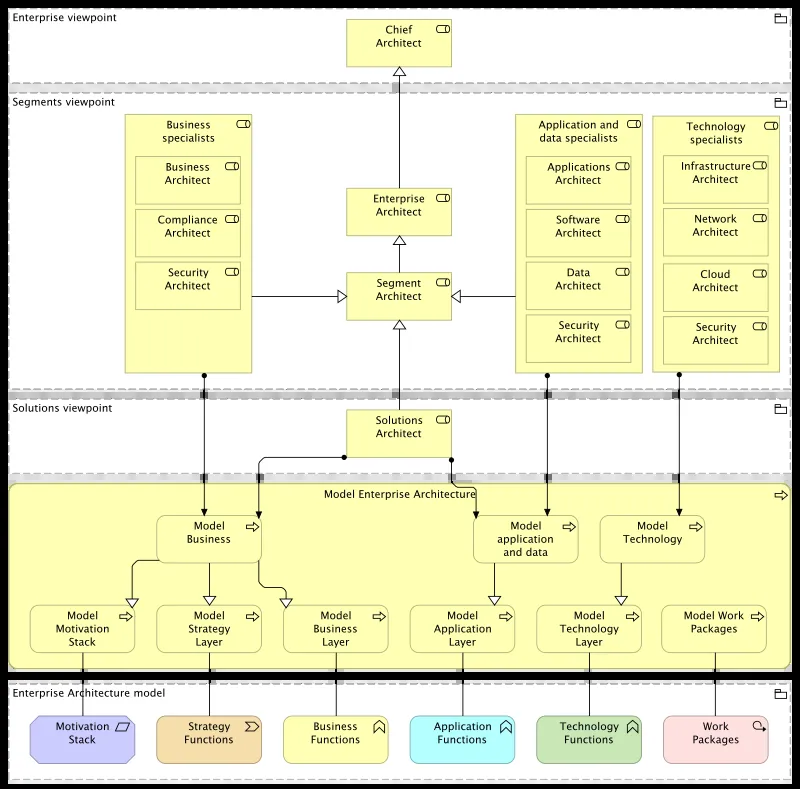 Enterprise viewpoint
Chief
Architect
Segments viewpoint
Business
specialists
Business
Architect
Compliance
Architect
Security
Architect
Enterprise
Architect
Segment
Architect
Application and
data specialists
Applications
Architect
Software
Architect
Data
Architect
Security
Architect
Technology
specialists
Infrastructure
Architect
Network
Architect
Cloud
Architect
Security
Architect
Solutions viewpoint
Solutions
Architect
Model Enterprise Architecture
Model
Business
Model
application
and data
Model
Technology
Model
Motivation
Stack
Model
Strategy
Layer
Model
Business
Layer
Model
Application
Layer
Model
Technology
Layer
Model Work
Packages
Enterprise Architecture model
Motivation
Stack
Strategy
Functions
Business
Functions
Application
Functions
Technology
Functions
Work
Packages